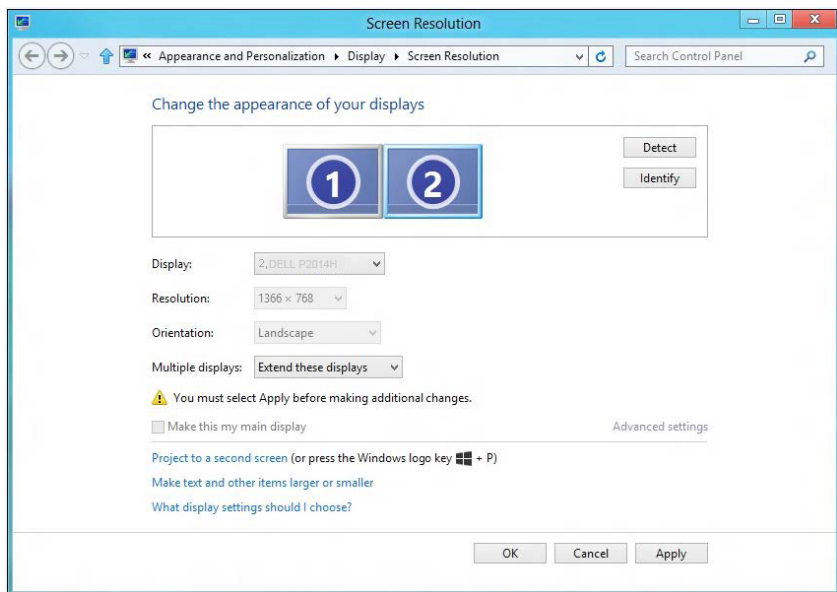 Screen Resolution
« Appearance and Personalization ▸ Display ▸ Screen Resolution
Search Control Panel
Change the appearance of your displays
1 2
Detect
Identify
Display: 2,DELL P2014H
Resolution: 1366 × 768
Orientation: Landscape
Multiple displays: Extend these displays
You must select Apply before making additional changes.
Make this my main display Advanced settings
Project to a second screen (or press the Windows logo key + P)
Make text and other items larger or smaller
What display settings should I choose?
OK Cancel Apply